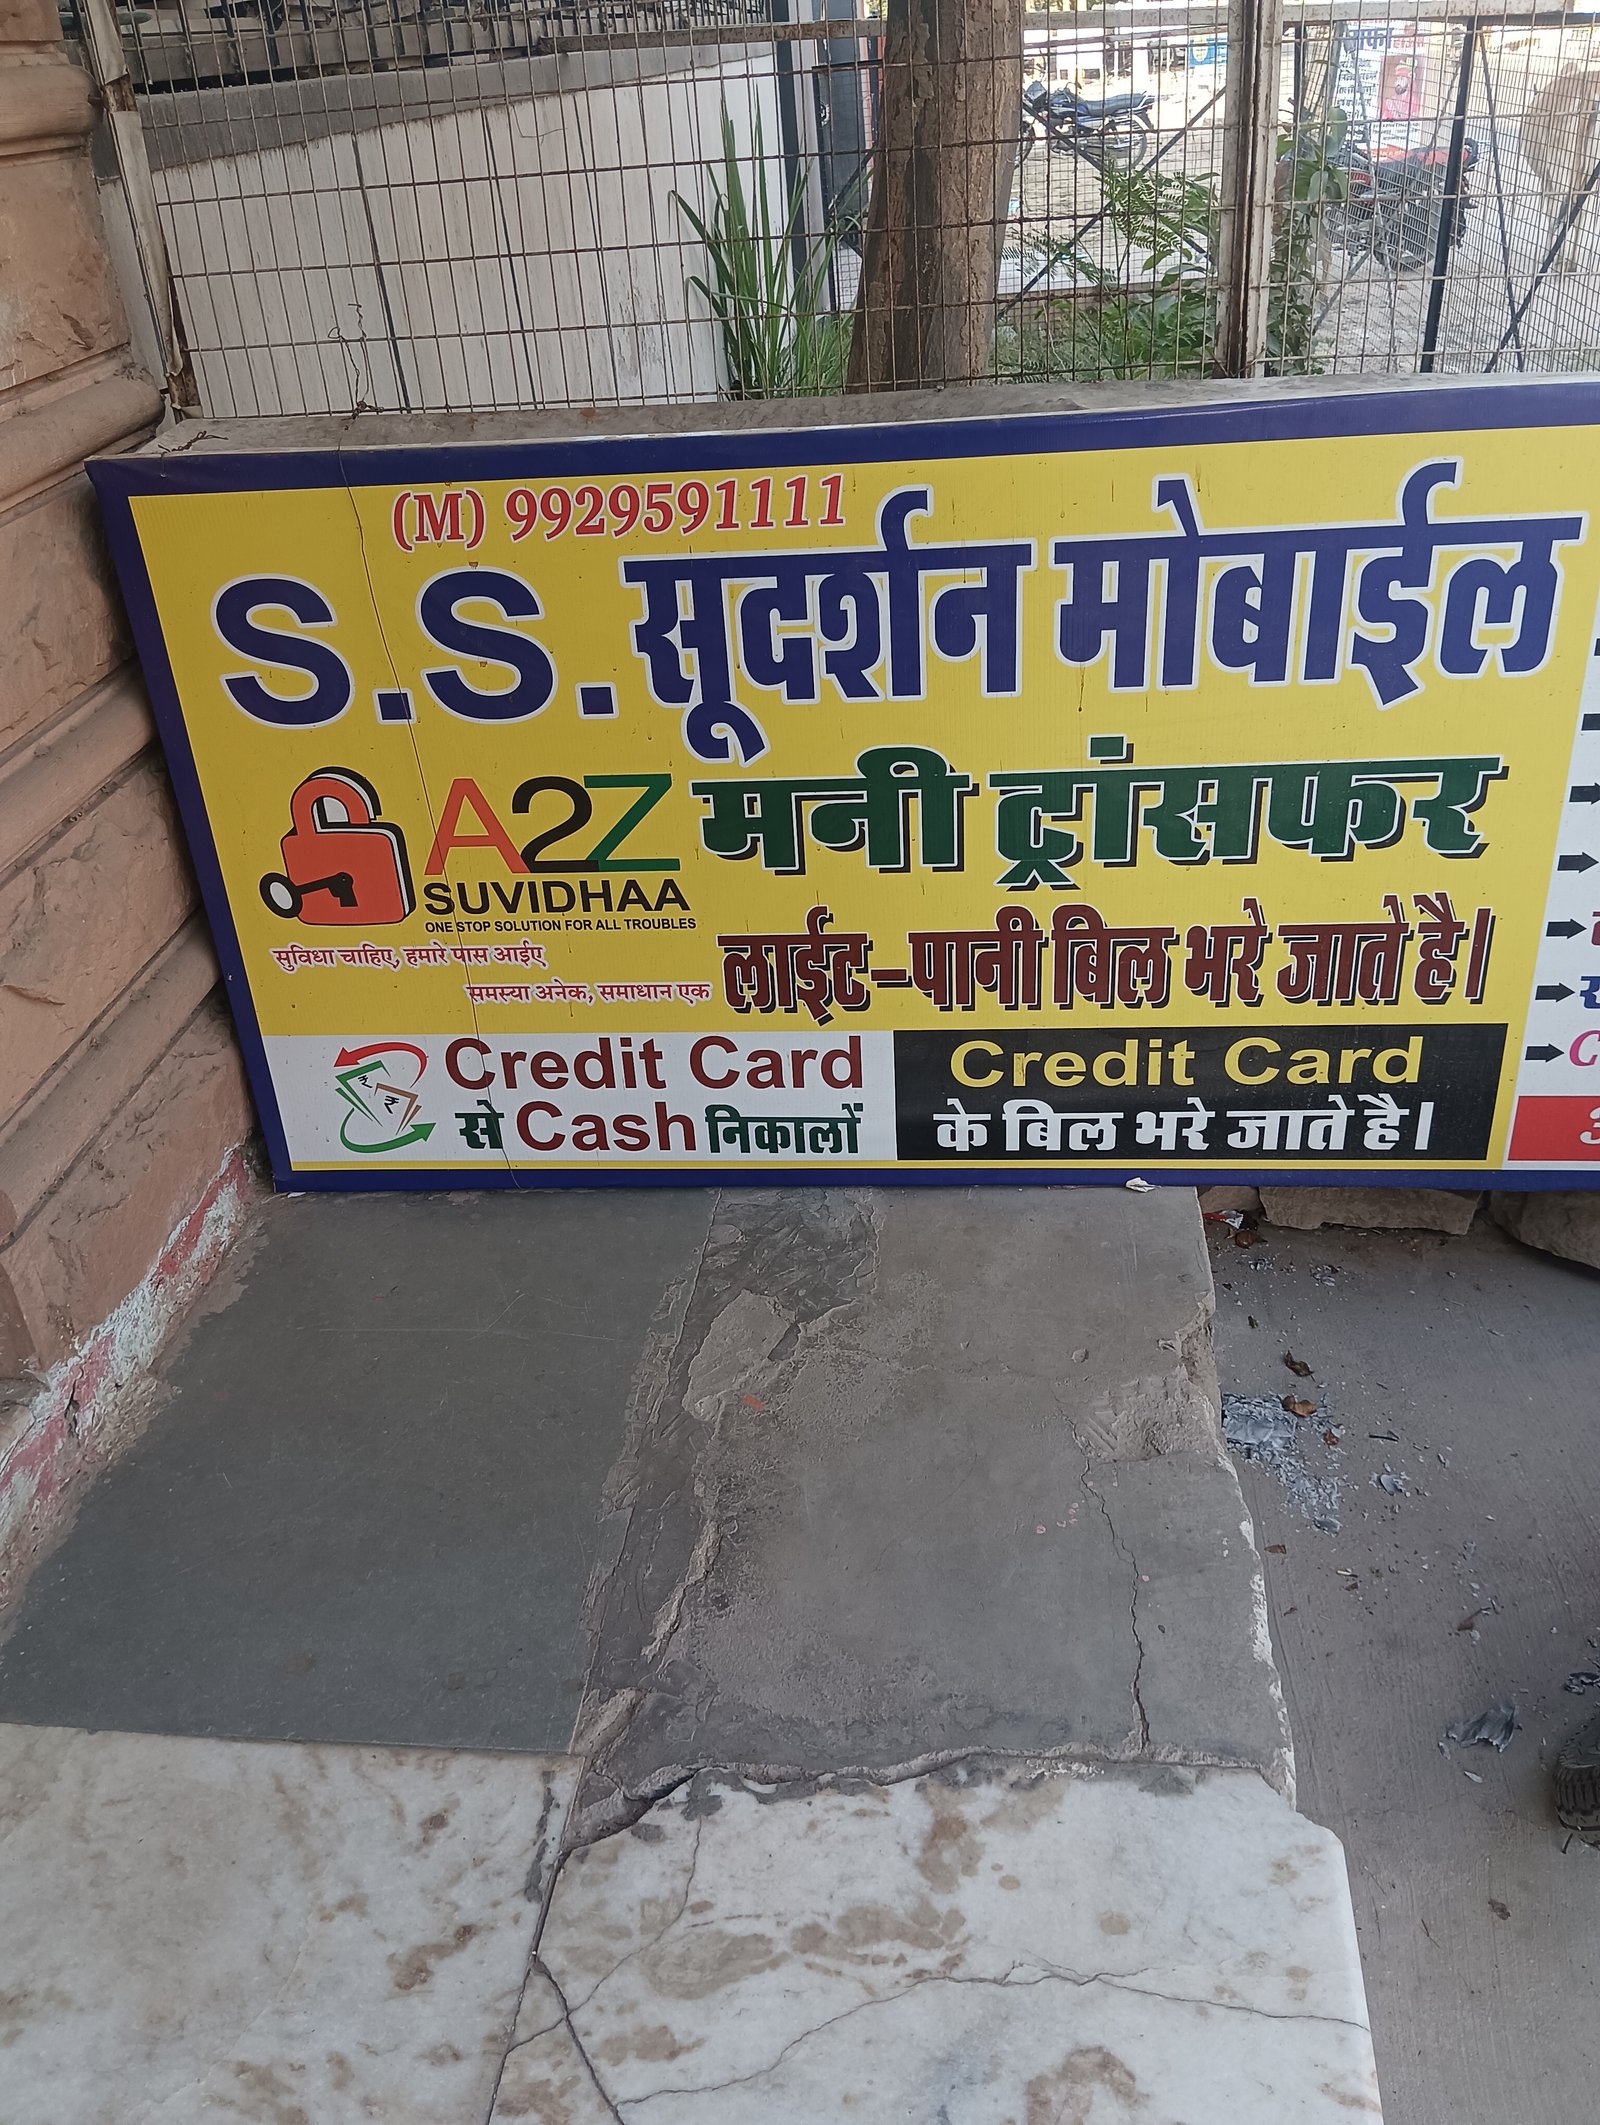 (M) 9929591111
S.S. सूदर्शन मोबाईल
A2Z
SUVIDHAA
ONE STOP SOLUTION FOR ALL TROUBLES
मनी ट्रांसफर
सुविधा चाहिए, हमारे पास आईए
समस्या अनेक, समाधान एक
लाईट-पानी बिल भरे जाते है।
Credit Card
से Cash निकालों
Credit Card
के बिल भरे जाते है।